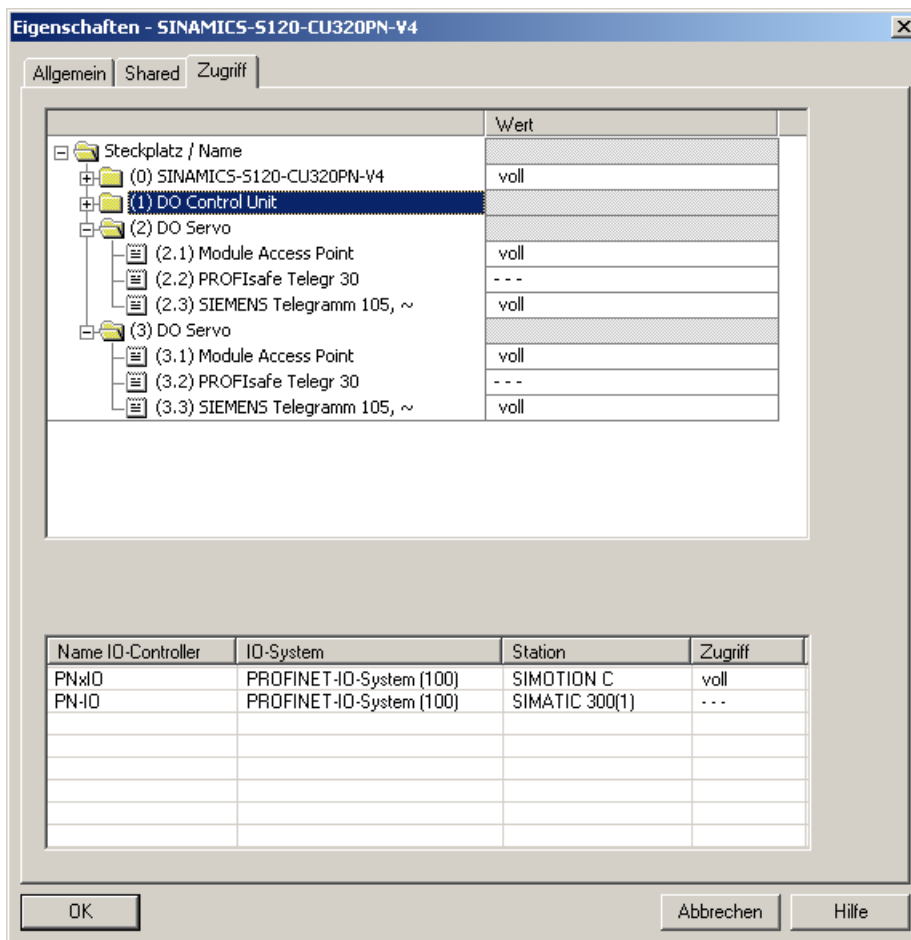 Eigenschaften - SINAMICS-S120-CU320PN-V4
Allgemein Shared Zugriff
Wert
Steckplatz / Name
(0) SINAMICS-S120-CU320PN-V4 voll
(1) DO Control Unit
(2) DO Servo
(2.1) Module Access Point voll
(2.2) PROFIsafe Telegr 30 - - -
(2.3) SIEMENS Telegramm 105, ~ voll
(3) DO Servo
(3.1) Module Access Point voll
(3.2) PROFIsafe Telegr 30 - - -
(3.3) SIEMENS Telegramm 105, ~ voll
Name IO-Controller IO-System Station Zugriff
PNxIO PROFINET-IO-System (100) SIMOTION C voll
PN-IO PROFINET-IO-System (100) SIMATIC 300(1) - - -
OK Abbrechen Hilfe